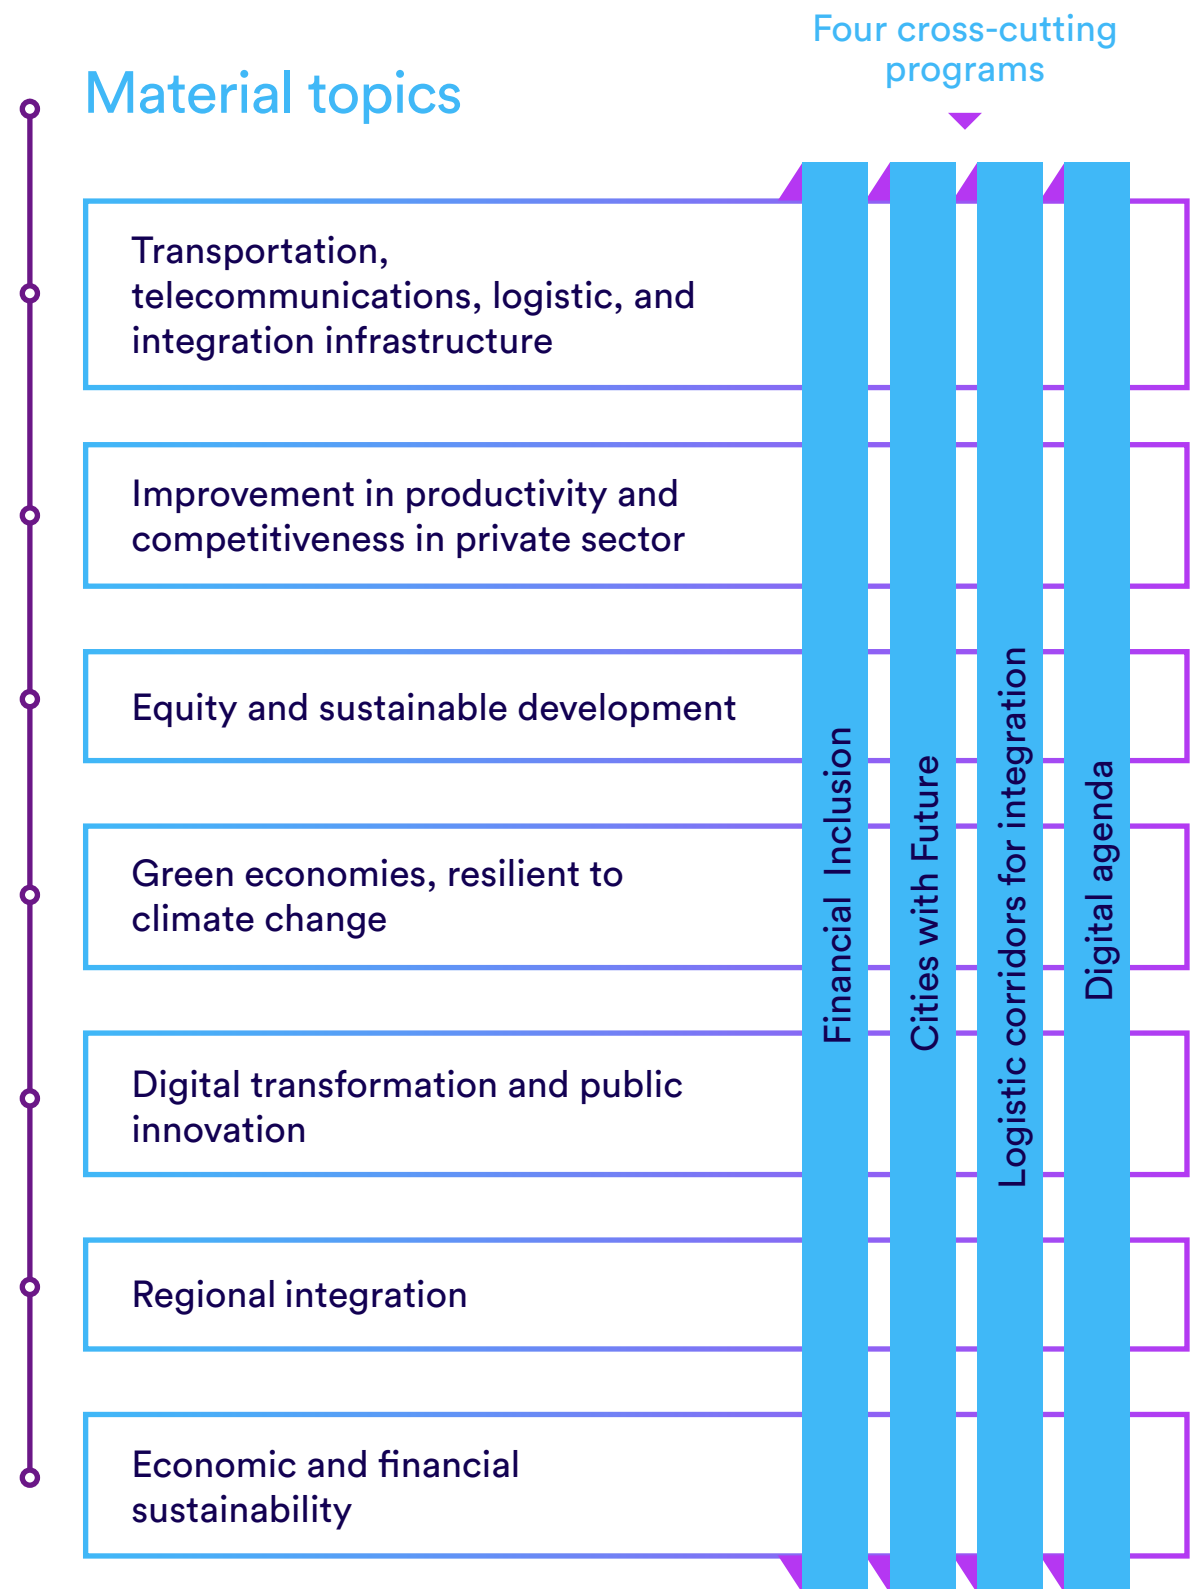 Four cross-cutting
programs
Material topics
Transportation,
telecommunications, logistic, and
integration infrastructure
Improvement in productivity and
competitiveness in private sector
Equity and sustainable development
Green economies, resilient to
climate change
Digital transformation and public
innovation
Regional integration
Economic and financial
sustainability
Financial Inclusion
Cities with Future
Logistic corridors for integration
Digital agenda